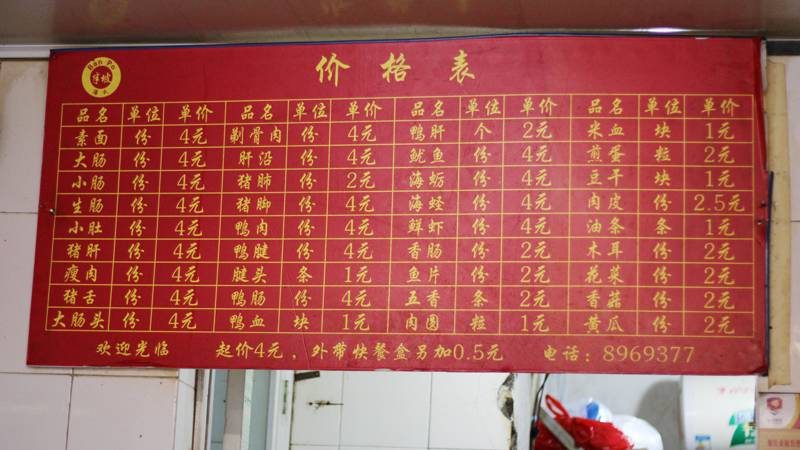 Ban Po
半坡
价格表
品名 单位 单价 品名 单位 单价 品名 单位 单价 品名 单位 单价
素面 份 4元 剔骨肉 份 4元 鸭肝 个 2元 米血 块 1元
大肠 份 4元 肝沿 份 4元 鱿鱼 份 4元 煎蛋 粒 2元
小肠 份 4元 猪肺 份 2元 海蛎 份 4元 豆干 块 1元
生肠 份 4元 猪脚 份 4元 海蛏 份 4元 肉皮 份 2.5元
小肚 份 4元 鸭肉 份 4元 鲜虾 份 4元 油条 条 1元
猪肝 份 4元 鸭腱 份 4元 香肠 份 2元 木耳 份 2元
瘦肉 份 4元 腱头 条 1元 鱼片 份 2元 花菜 份 2元
猪舌 份 4元 鸭肠 份 4元 五香 条 2元 香菇 份 2元
大肠头 份 4元 鸭血 块 1元 肉圆 粒 1元 黄瓜 份 2元
欢迎光临 起价4元，外带快餐盒另加0.5元 电话：8969377